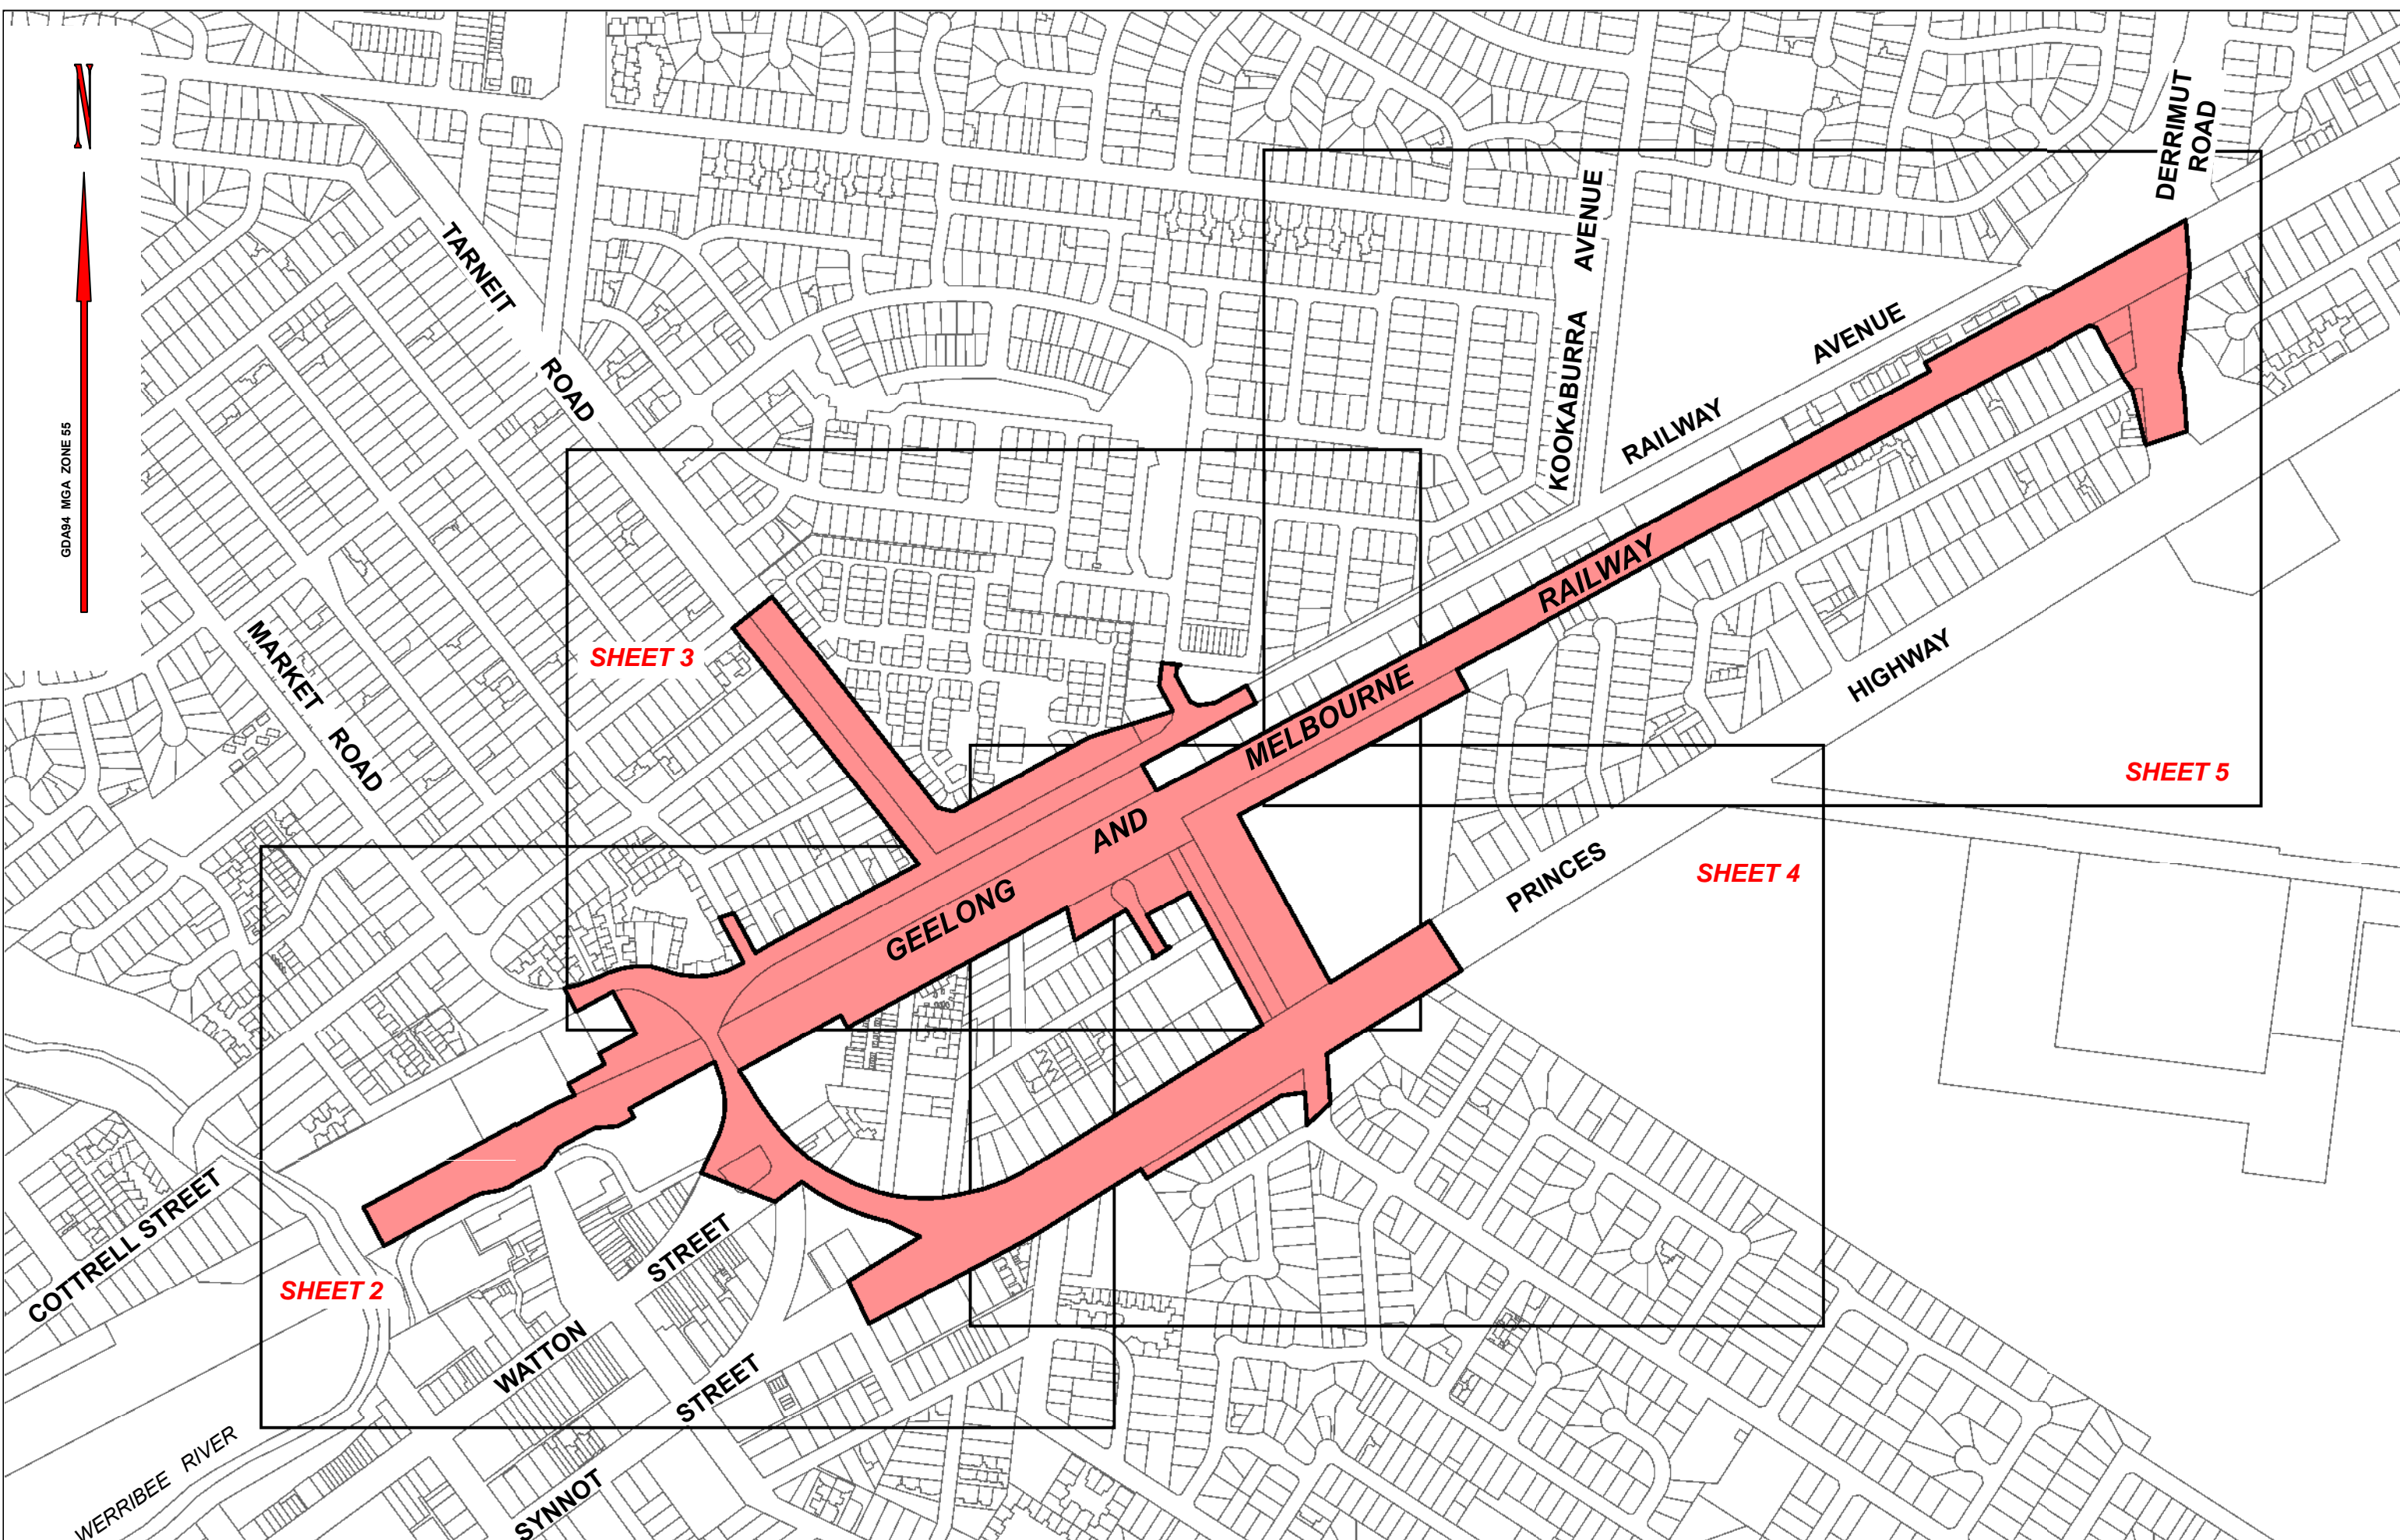 N
GDA94 MGA ZONE 55
DERRIMUT
ROAD
TARNEIT
ROAD
KOOKABURRA AVENUE
RAILWAY AVENUE
MARKET ROAD
SHEET 3
GEELONG AND MELBOURNE RAILWAY
PRINCES HIGHWAY
SHEET 5
SHEET 4
COTTRELL STREET
SHEET 2
WATTON STREET
SYNNOT STREET
WERRIBEE RIVER